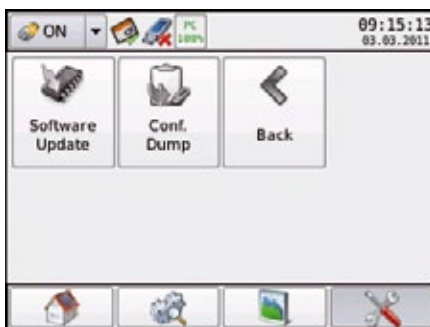 ON
PC
100%
09:15:13
03.03.2011
Software
Update
Conf.
Dump
Back